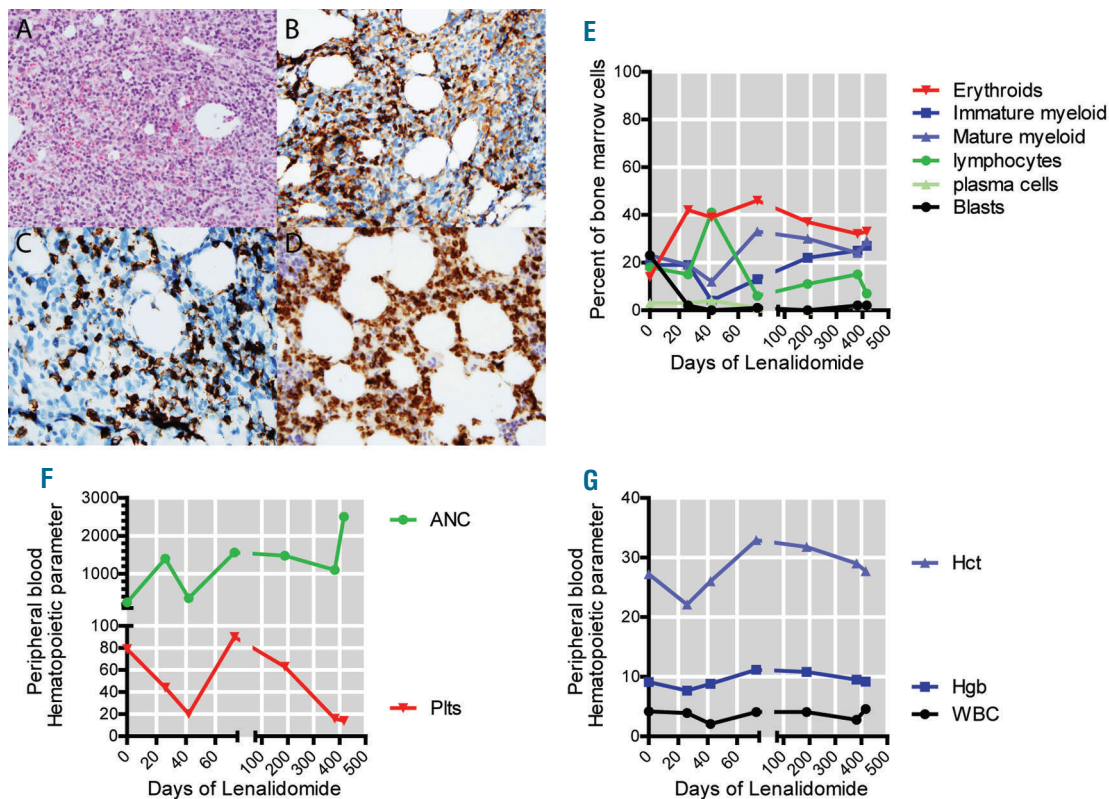 A
B
C
D
E
100
80
60
40
20
0
Percent of bone marrow cells
0
20
40
60
100
200
300
400
500
Days of Lenalidomide
Erythroids
Immature myeloid
Mature myeloid
lymphocytes
plasma cells
Blasts
F
3000
2000
1000
100
80
60
40
20
0
Peripheral blood
Hematopoietic parameter
0
20
40
60
100
200
300
400
500
Days of Lenalidomide
ANC
Plts
G
40
30
20
10
0
Peripheral blood
Hematopoietic parameter
0
20
40
60
100
200
300
400
500
Days of Lenalidomide
Hct
Hgb
WBC